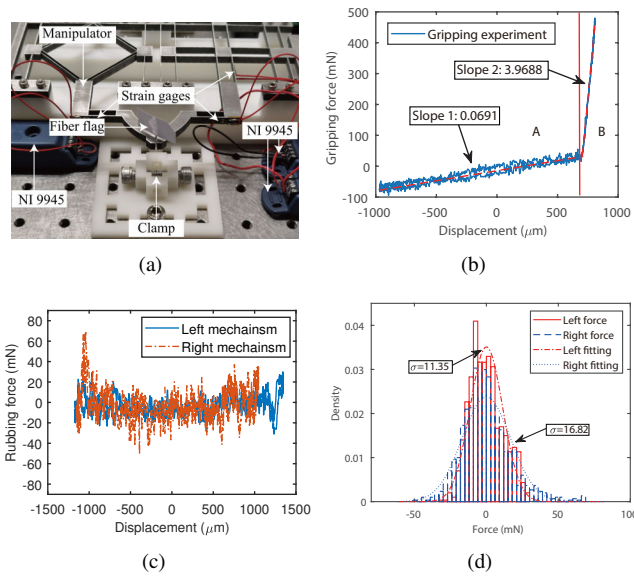 Manipulator
Strain gages
Fiber flag
NI 9945
NI 9945
Clamp
(a)
500
400
300
200
100
0
-100
Gripping force (mN)
Gripping experiment
Slope 2: 3.9688
Slope 1: 0.0691
A
B
-1000 -500 0 500 1000
Displacement (μm)
(b)
80
60
40
20
0
-20
-40
-60
-80
Rubbing force (mN)
Left mechainsm
Right mechainsm
-1500 -1000 -500 0 500 1000 1500
Displacement (μm)
(c)
0.04
0.03
0.02
0.01
0
Density
Left force
Right force
Left fitting
Right fitting
σ=11.35
σ=16.82
-50 0 50 100
Force (mN)
(d)